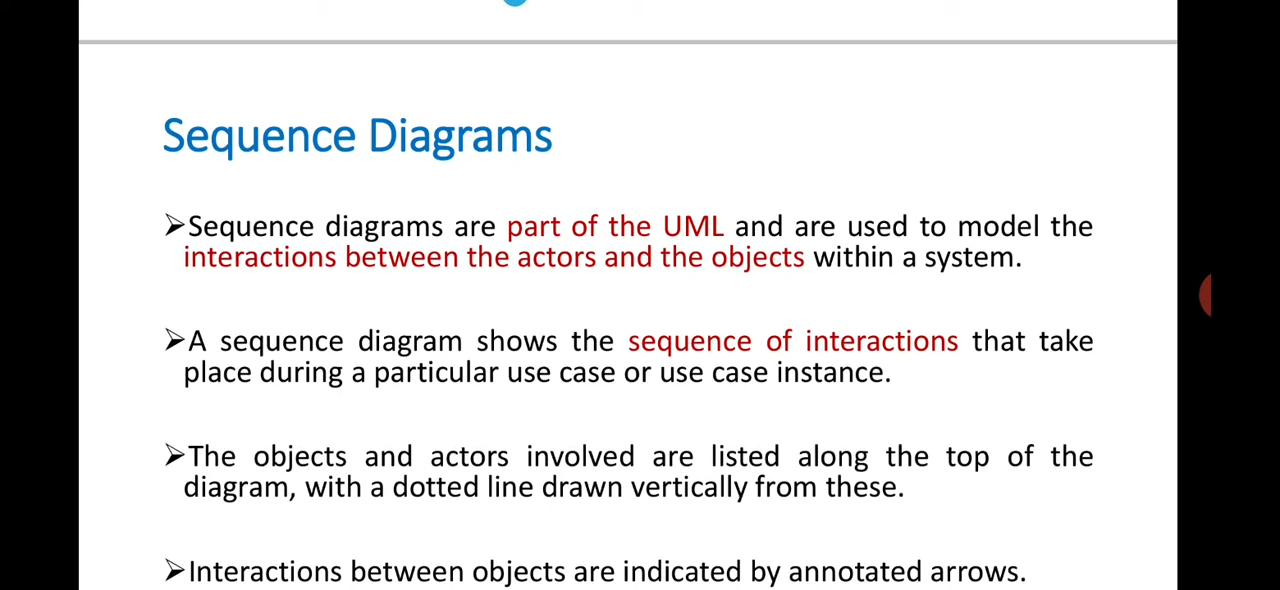 Sequence Diagrams
➤Sequence diagrams are part of the UML and are used to model the
interactions between the actors and the objects within a system.
➤A sequence diagram shows the sequence of interactions that take
place during a particular use case or use case instance.
➤The objects and actors involved are listed along the top of the
diagram, with a dotted line drawn vertically from these.
➤Interactions between objects are indicated by annotated arrows.